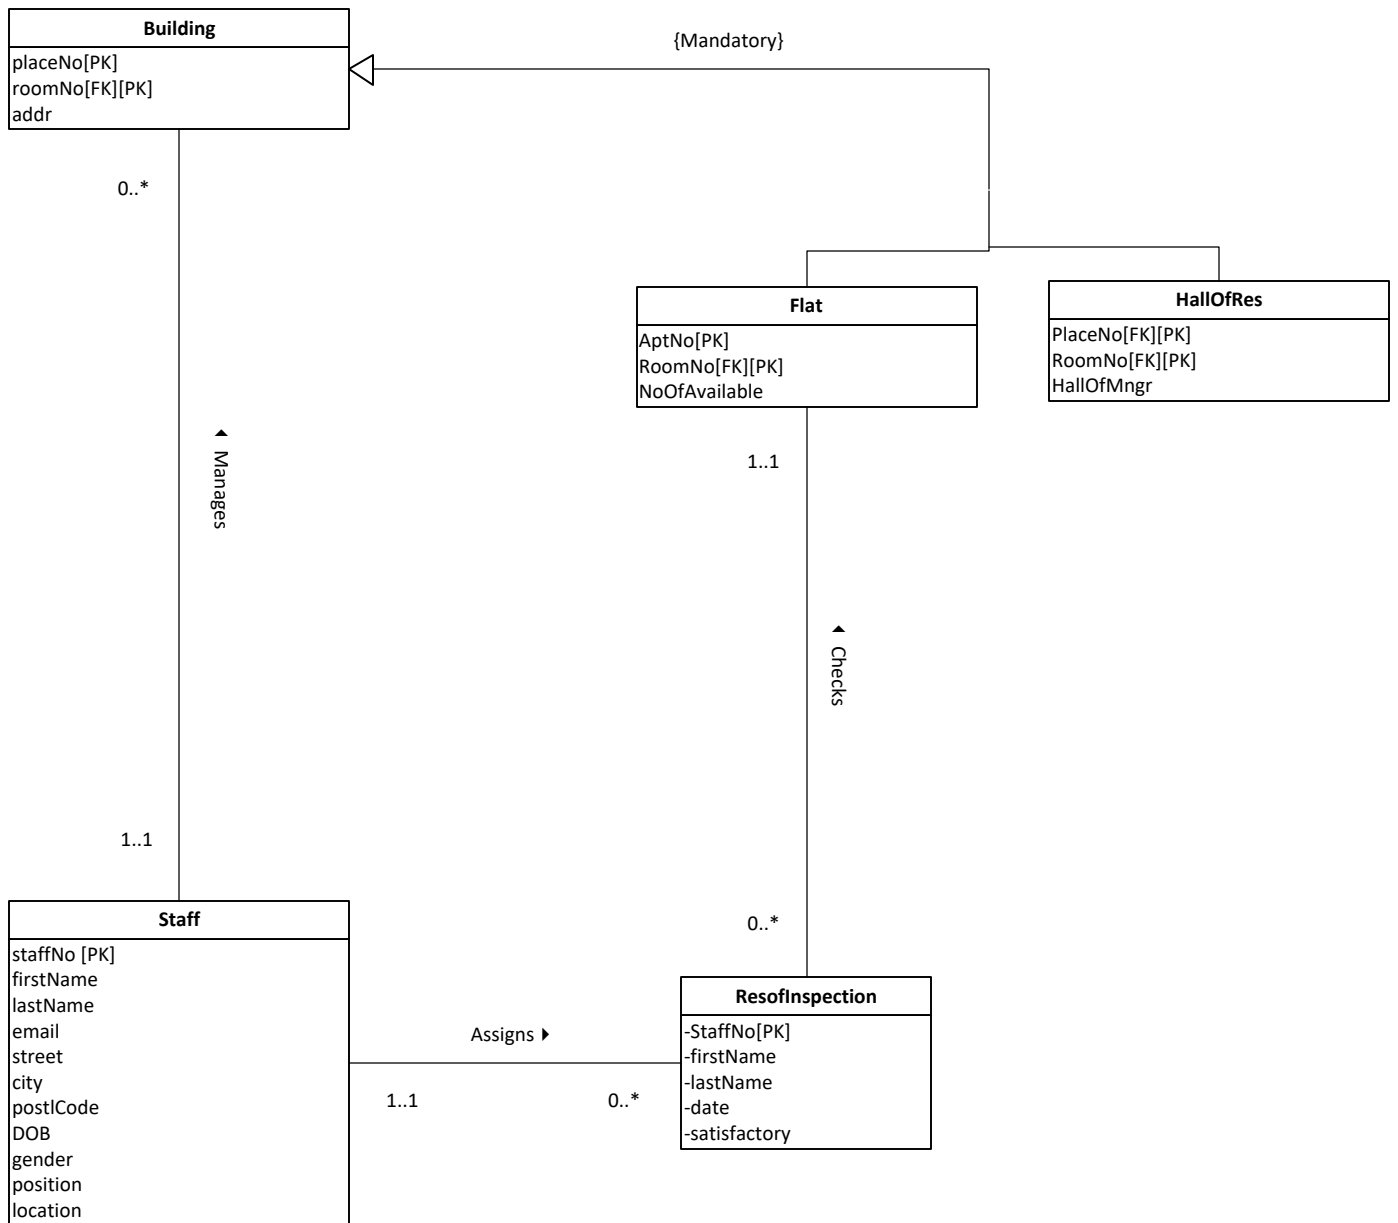 Building
placeNo[PK]
roomNo[FK][PK]
addr
{Mandatory}
0..*
Flat
AptNo[PK]
RoomNo[FK][PK]
NoOfAvailable
HallOfRes
PlaceNo[FK][PK]
RoomNo[FK][PK]
HallOfMngr
Manages
1..1
Checks
1..1
0..*
Staff
staffNo [PK]
firstName
lastName
email
street
city
postlCode
DOB
gender
position
location
Assigns
1..1
0..*
ResofInspection
-StaffNo[PK]
-firstName
-lastName
-date
-satisfactory